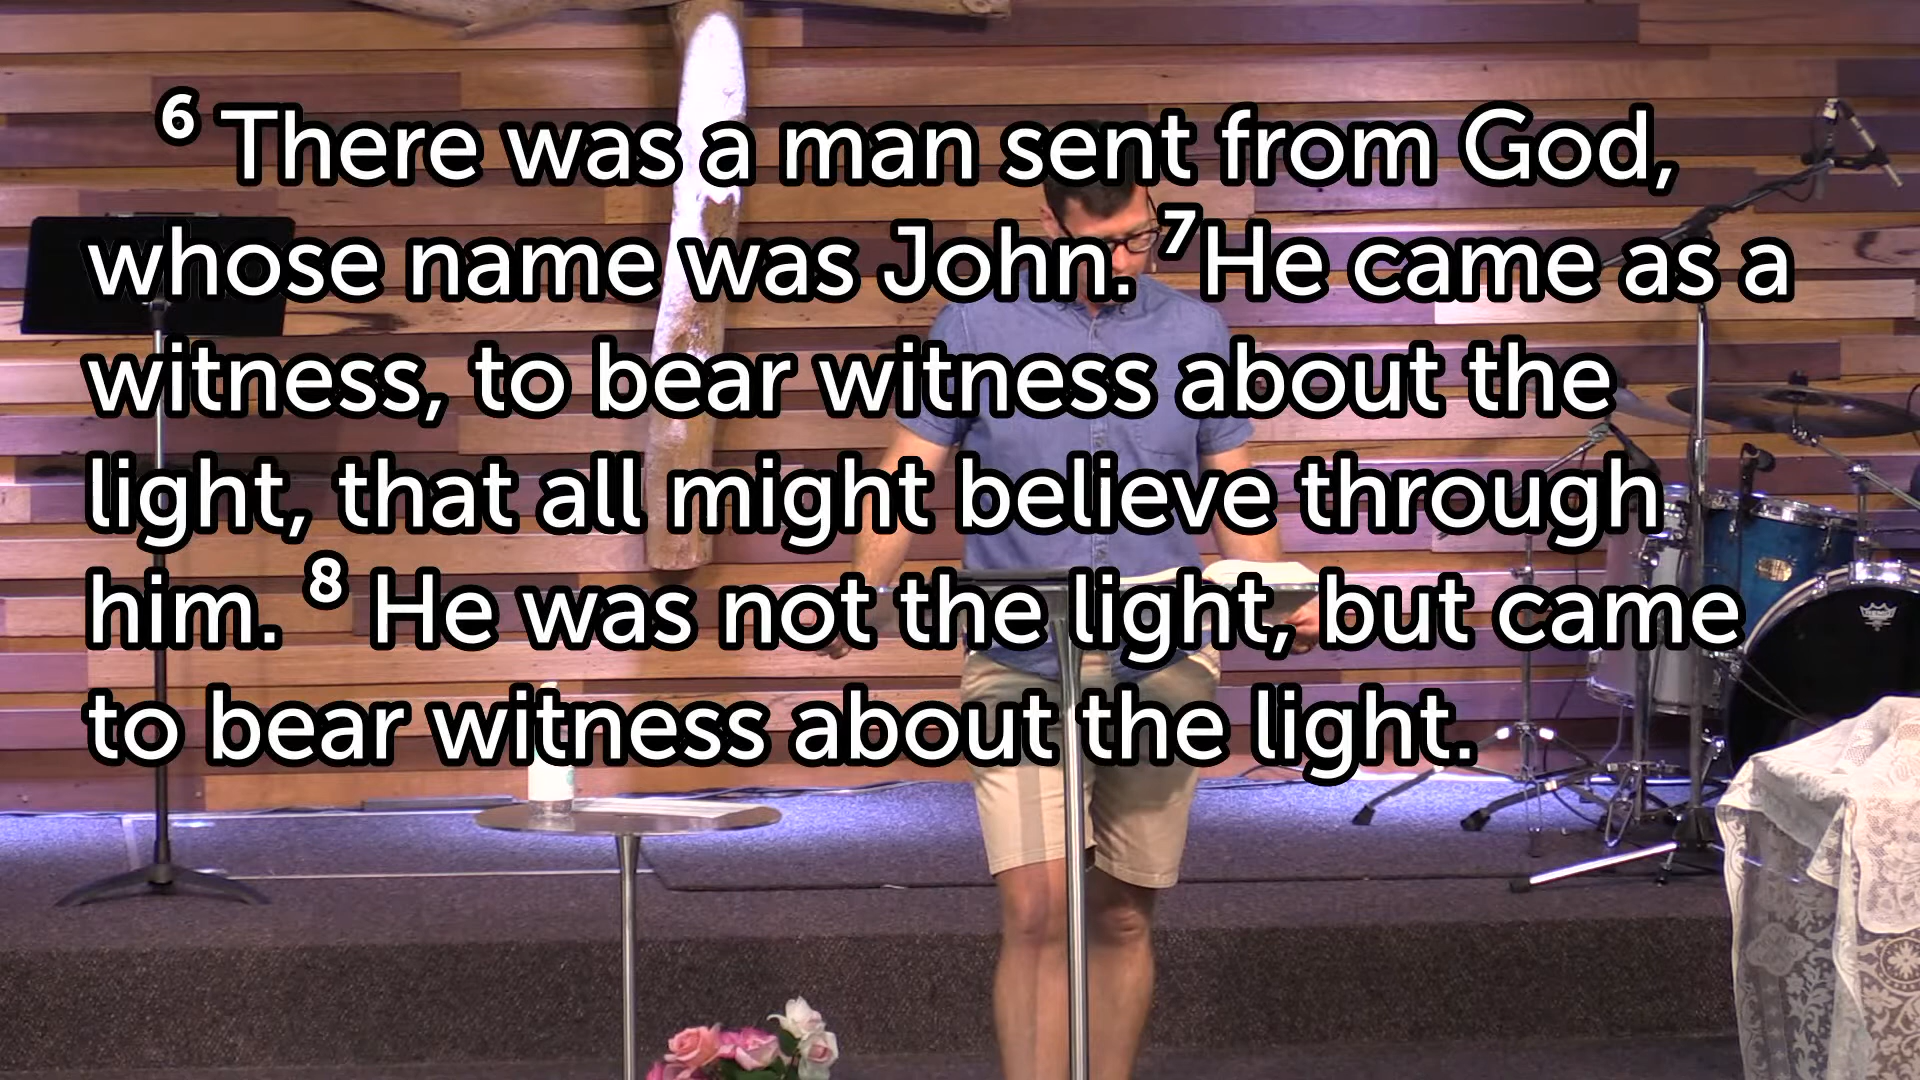 ⁶ There was a man sent from God,
whose name was John. ⁷He came as a
witness, to bear witness about the
light, that all might believe through
him. ⁸ He was not the light, but came
to bear witness about the light.
REMO